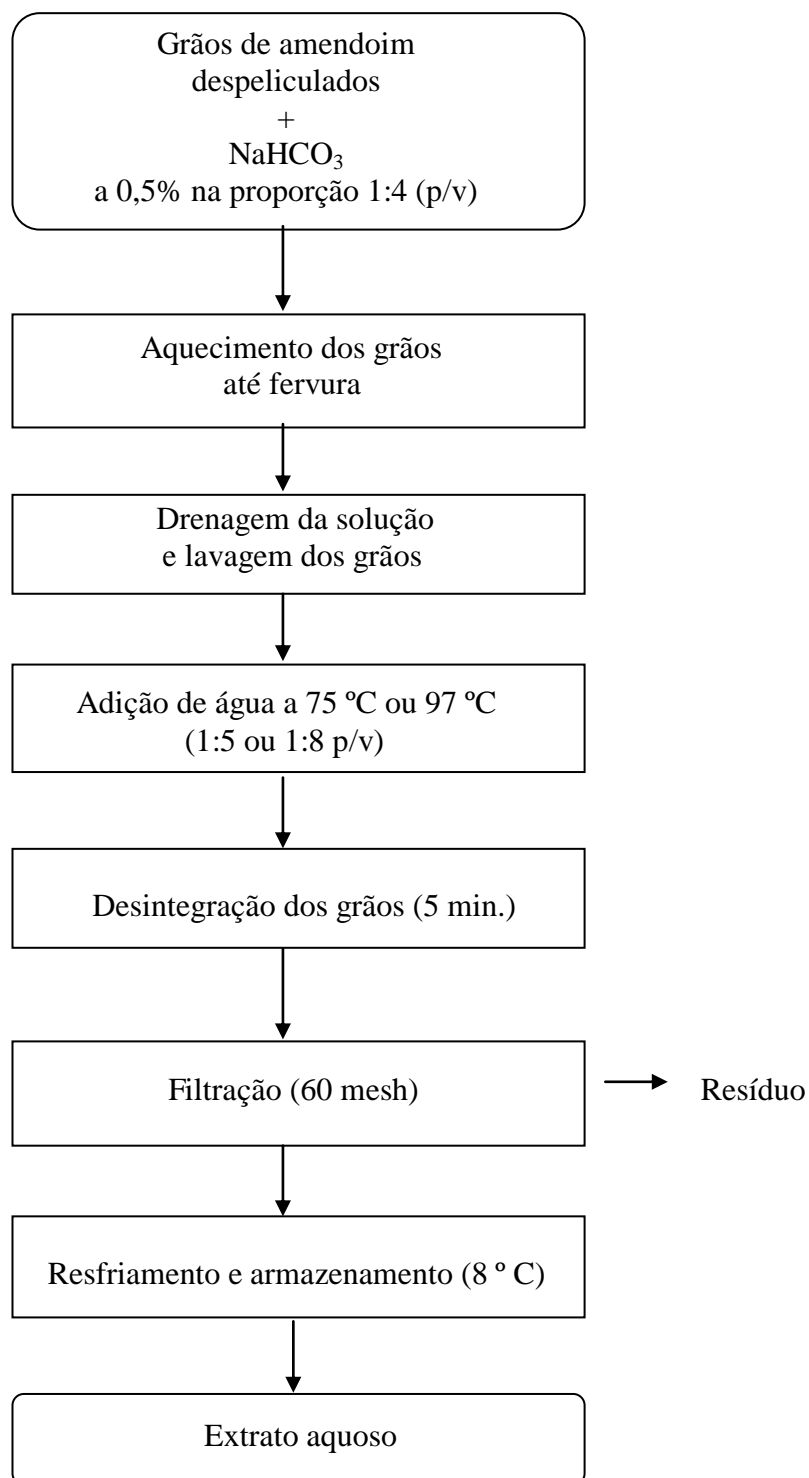 Grãos de amendoim
despeliculados
+
NaHCO₃
a 0,5% na proporção 1:4 (p/v)
Aquecimento dos grãos
até fervura
Drenagem da solução
e lavagem dos grãos
Adição de água a 75 ºC ou 97 ºC
(1:5 ou 1:8 p/v)
Desintegração dos grãos (5 min.)
Filtração (60 mesh)
Resíduo
Resfriamento e armazenamento (8 º C)
Extrato aquoso